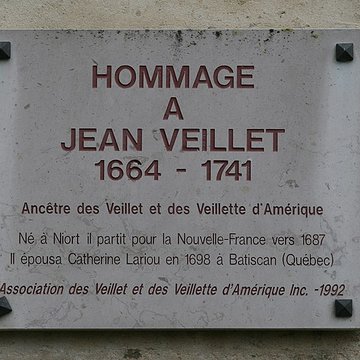 HOMMAGE
A
JEAN VEILLET
1664 - 1741
Ancêtre des Veillet et des Veillette d'Amérique
Né à Niort il partit pour la Nouvelle-France vers 1687
Il épousa Catherine Lariou en 1698 à Batiscan (Québec)
Association des Veillet et des Veillette d'Amérique Inc. -1992